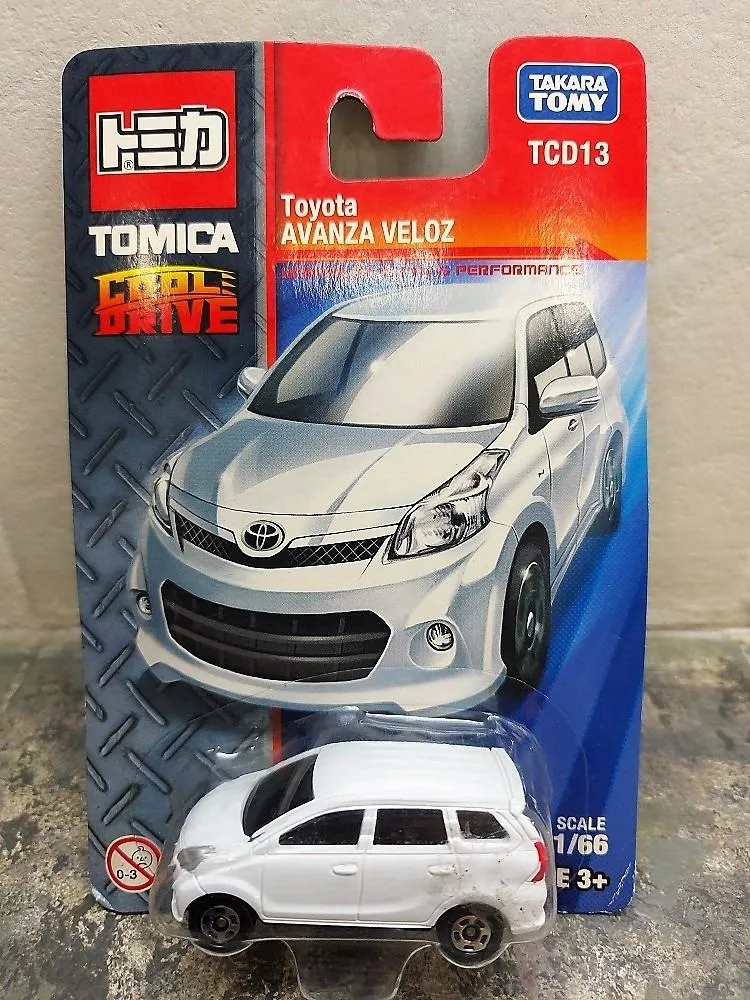 トミカ
®
TOMICA
COOL
DRIVE
TAKARA
TOMY
TCD13
Toyota
AVANZA VELOZ
PERFORMANCE
SCALE
1/66
E 3+
0-3